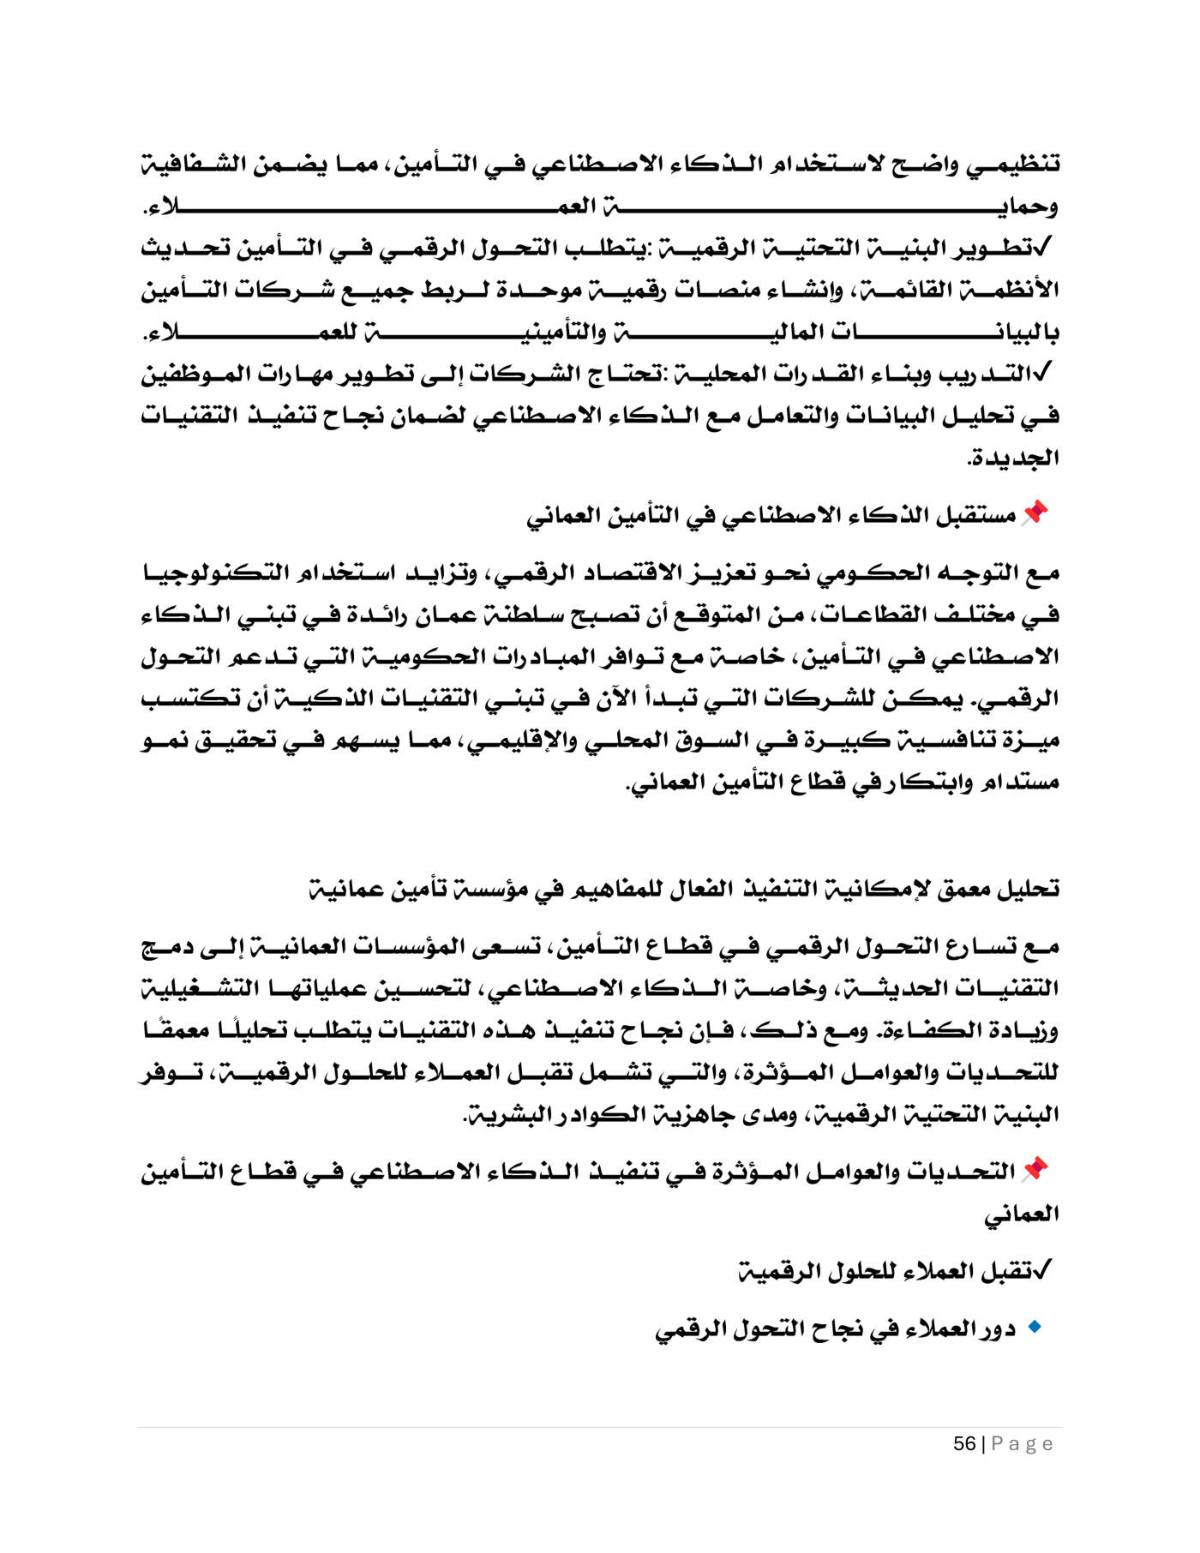 تنظيمي واضح لاستخدام الذكاء الاصطناعي في التأمين، مما يضمن الشفافية
وحماية العملاء.
✓تطوير البنية التحتية الرقمية :يتطلب التحول الرقمي في التأمين تحديث
الأنظمة القائمة، وإنشاء منصات رقمية موحدة لربط جميع شركات التأمين
بالبيانات المالية والتأمينية للعملاء.
✓التدريب وبناء القدرات المحلية :تحتاج الشركات إلى تطوير مهارات الموظفين
في تحليل البيانات والتعامل مع الذكاء الاصطناعي لضمان نجاح تنفيذ التقنيات
الجديدة.
📌 مستقبل الذكاء الاصطناعي في التأمين العماني
مع التوجه الحكومي نحو تعزيز الاقتصاد الرقمي، وتزايد استخدام التكنولوجيا
في مختلف القطاعات، من المتوقع أن تصبح سلطنة عمان رائدة في تبني الذكاء
الاصطناعي في التأمين، خاصة مع توافر المبادرات الحكومية التي تدعم التحول
الرقمي. يمكن للشركات التي تبدأ الآن في تبني التقنيات الذكية أن تكتسب
ميزة تنافسية كبيرة في السوق المحلي والإقليمي، مما يسهم في تحقيق نمو
مستدام وابتكار في قطاع التأمين العماني.
تحليل معمق لإمكانية التنفيذ الفعال للمفاهيم في مؤسسة تأمين عمانية
مع تسارع التحول الرقمي في قطاع التأمين، تسعى المؤسسات العمانية إلى دمج
التقنيات الحديثة، وخاصة الذكاء الاصطناعي، لتحسين عملياتها التشغيلية
وزيادة الكفاءة. ومع ذلك، فإن نجاح تنفيذ هذه التقنيات يتطلب تحليلًا معمقًا
للتحديات والعوامل المؤثرة، والتي تشمل تقبل العملاء للحلول الرقمية، توفر
البنية التحتية الرقمية، ومدى جاهزية الكوادر البشرية.
📌 التحديات والعوامل المؤثرة في تنفيذ الذكاء الاصطناعي في قطاع التأمين
العماني
✓تقبل العملاء للحلول الرقمية
🔹 دور العملاء في نجاح التحول الرقمي
56 | Page